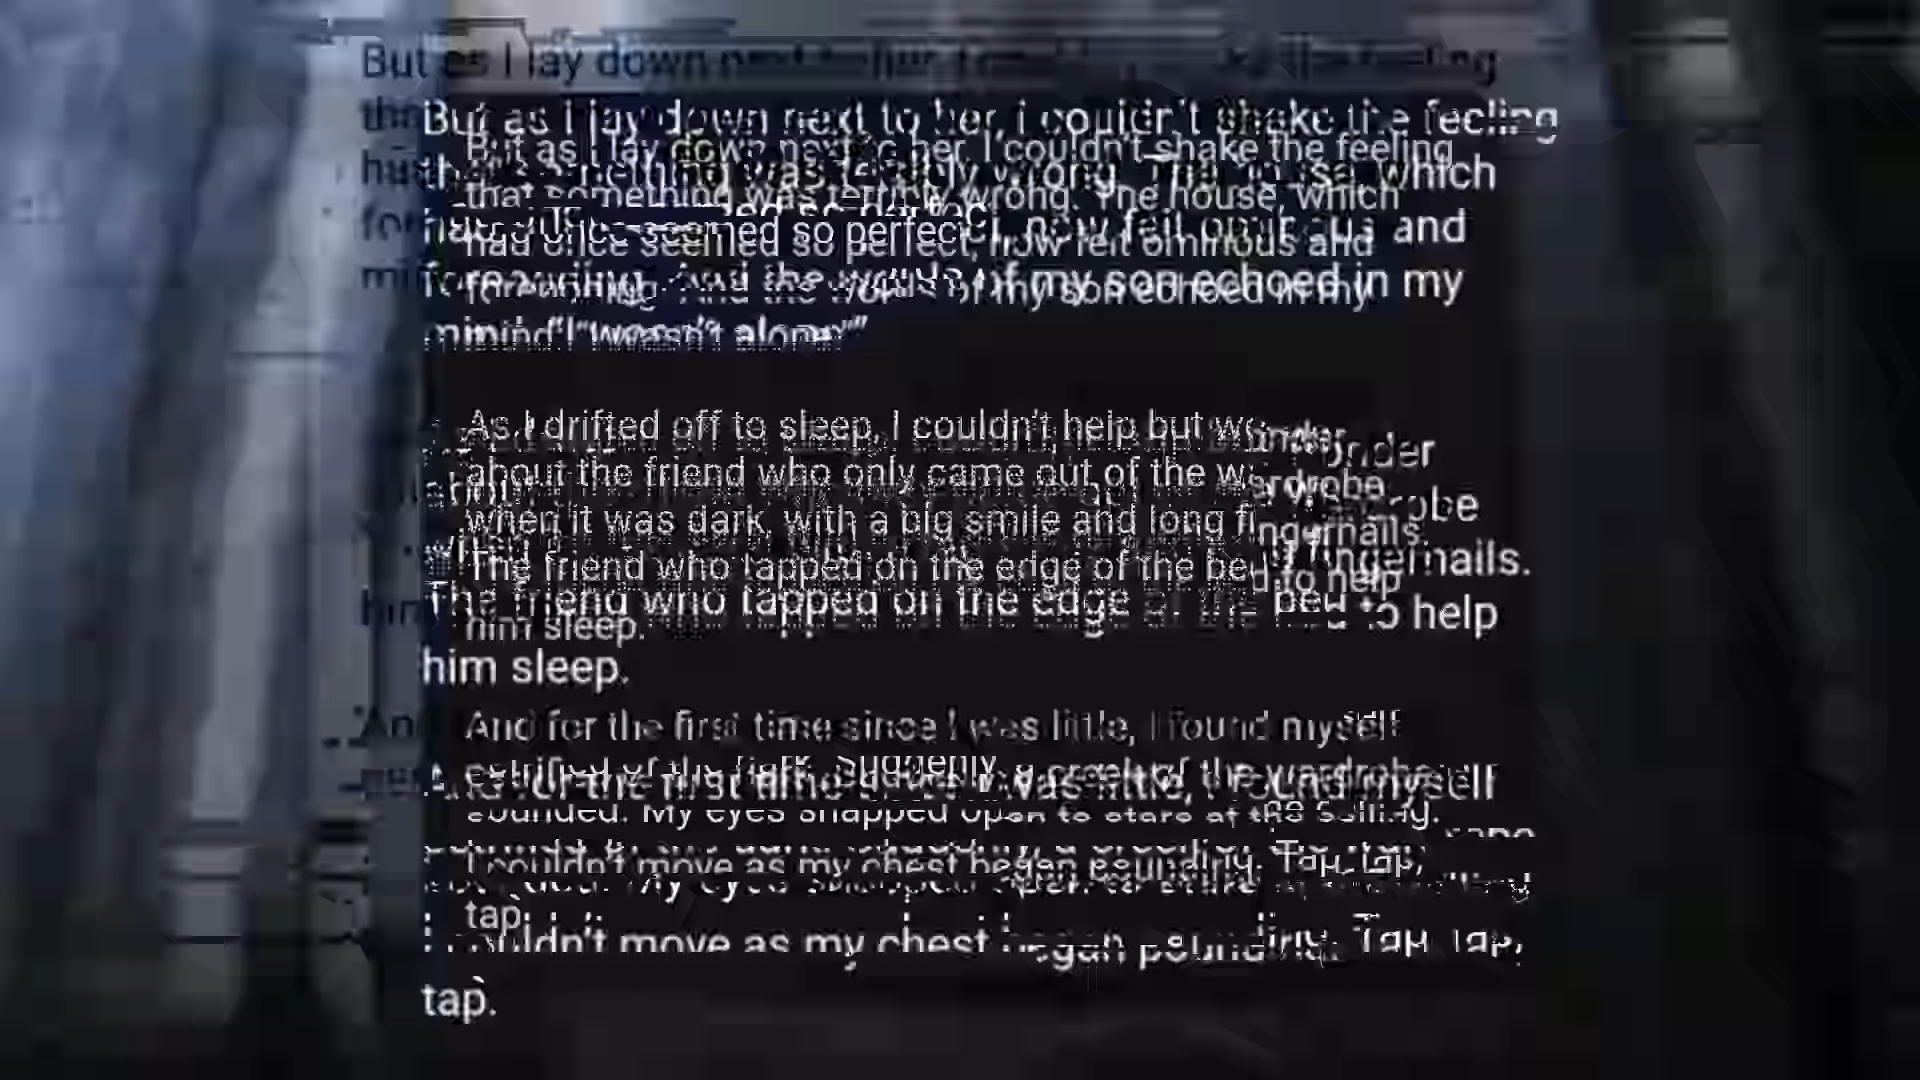 But as I lay down next to her, I couldn't shake the feeling
that something was terribly wrong. The house, which
had once seemed so perfect, now felt ominous and
foreboding. And the words of my son echoed in my
mind "I wasn't alone"
As I drifted off to sleep, I couldn't help but wonder
about the friend who only came out of the wardrobe
when it was dark, with a big smile and long fingernails.
The friend who tapped on the edge of the bed to help
him sleep.
And for the first time since I was little, I found myself
petrified of the dark. Suddenly, a creak of the wardrobe
sounded. My eyes snapped open to stare at the
I couldn't move as my chest began pounding. Tap, tap,
tap.